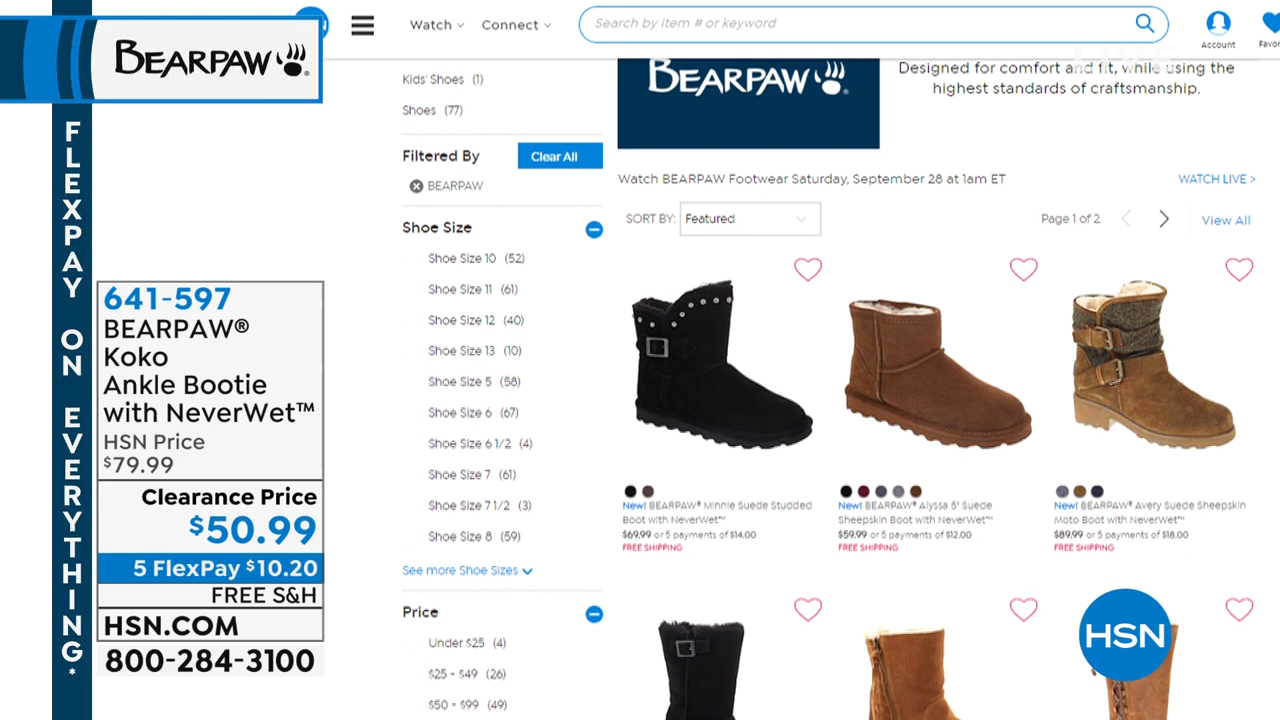 BEARPAW®
FLEXPAY ON EVERYTHING*
641-597
BEARPAW®
Koko
Ankle Bootie
with NeverWet™
HSN Price
$79.99
Clearance Price
$50.99
5 FlexPay $10.20
FREE S&H
HSN.COM
800-284-3100
Watch
Connect
Search by item # or keyword
Account
Favor
LIVE
Kids' Shoes (1)
Shoes (77)
Filtered By
Clear All
BEARPAW
Shoe Size
Shoe Size 10 (52)
Shoe Size 11 (61)
Shoe Size 12 (40)
Shoe Size 13 (10)
Shoe Size 5 (58)
Shoe Size 6 (67)
Shoe Size 6 1/2 (4)
Shoe Size 7 (61)
Shoe Size 7 1/2 (3)
Shoe Size 8 (59)
See more Shoe Sizes
Price
Under $25 (4)
$25 - $49 (26)
$50 - $99 (49)
BEARPAW®
Designed for comfort and fit, while using the
highest standards of craftsmanship.
Watch BEARPAW Footwear Saturday, September 28 at 1am ET
WATCH LIVE >
SORT BY: Featured
Page 1 of 2
View All
New! BEARPAW® Minnie Suede Studded
Boot with NeverWet™
$69.99 or 5 payments of $14.00
FREE SHIPPING
New! BEARPAW® Alyssa 5" Suede
Sheepskin Boot with NeverWet™
$59.99 or 5 payments of $12.00
FREE SHIPPING
New! BEARPAW® Avery Suede Sheepskin
Moto Boot with NeverWet™
$89.99 or 5 payments of $18.00
FREE SHIPPING
HSN